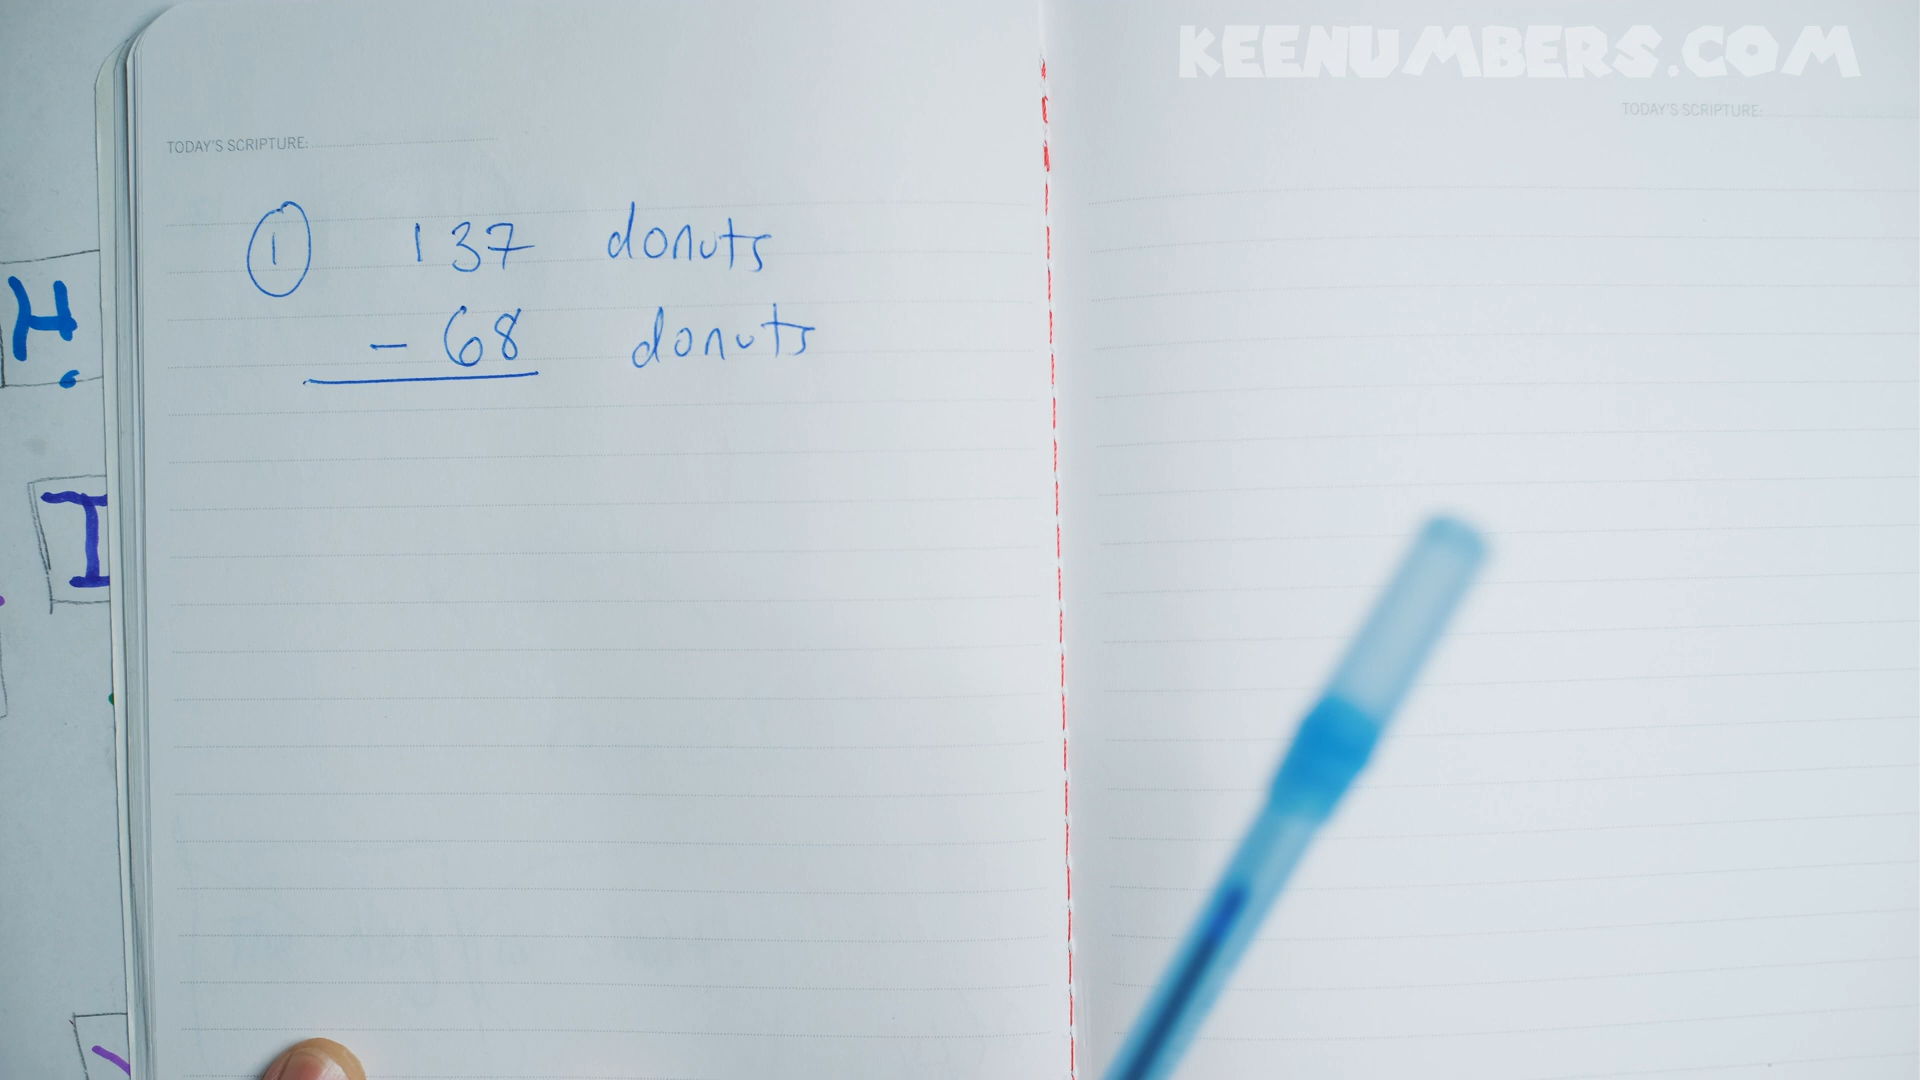 KEENUMBERS.COM
TODAY'S SCRIPTURE:
TODAY'S SCRIPTURE:
① 137 donuts
- 68 donuts
I